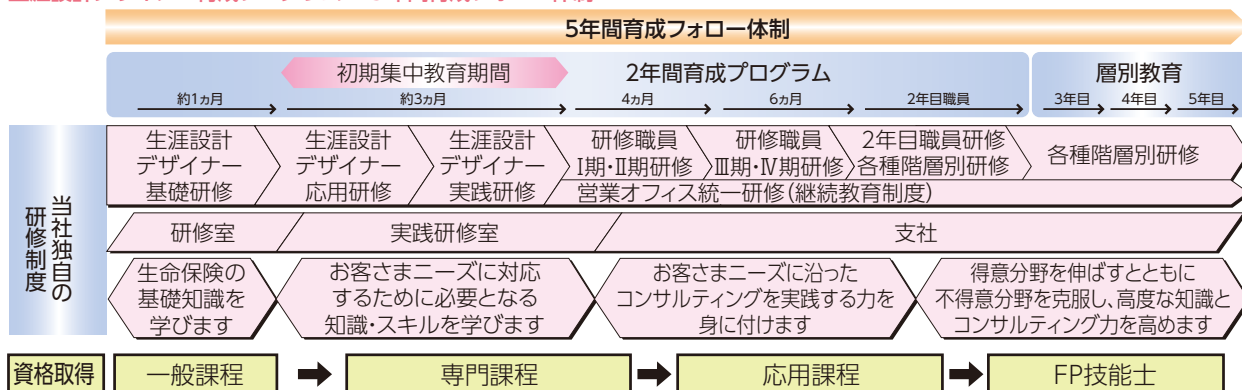 5年間育成フォロー体制
初期集中教育期間
2年間育成プログラム
層別教育
約1ヵ月
約3ヵ月
4ヵ月
6ヵ月
2年目職員
3年目
4年目
5年目
当社独自の
研修制度
生涯設計
デザイナー
基礎研修
生涯設計
デザイナー
応用研修
生涯設計
デザイナー
実践研修
研修職員
Ⅰ期・Ⅱ期研修
研修職員
Ⅲ期・Ⅳ期研修
2年目職員研修
各種階層別研修
各種階層別研修
営業オフィス統一研修(継続教育制度)
研修室
実践研修室
支社
生命保険の
基礎知識を
学びます
お客さまニーズに対応
するために必要となる
知識・スキルを学びます
お客さまニーズに沿った
コンサルティングを実践する力を
身に付けます
得意分野を伸ばすとともに
不得意分野を克服し、高度な知識と
コンサルティング力を高めます
資格取得
一般課程
専門課程
応用課程
FP技能士